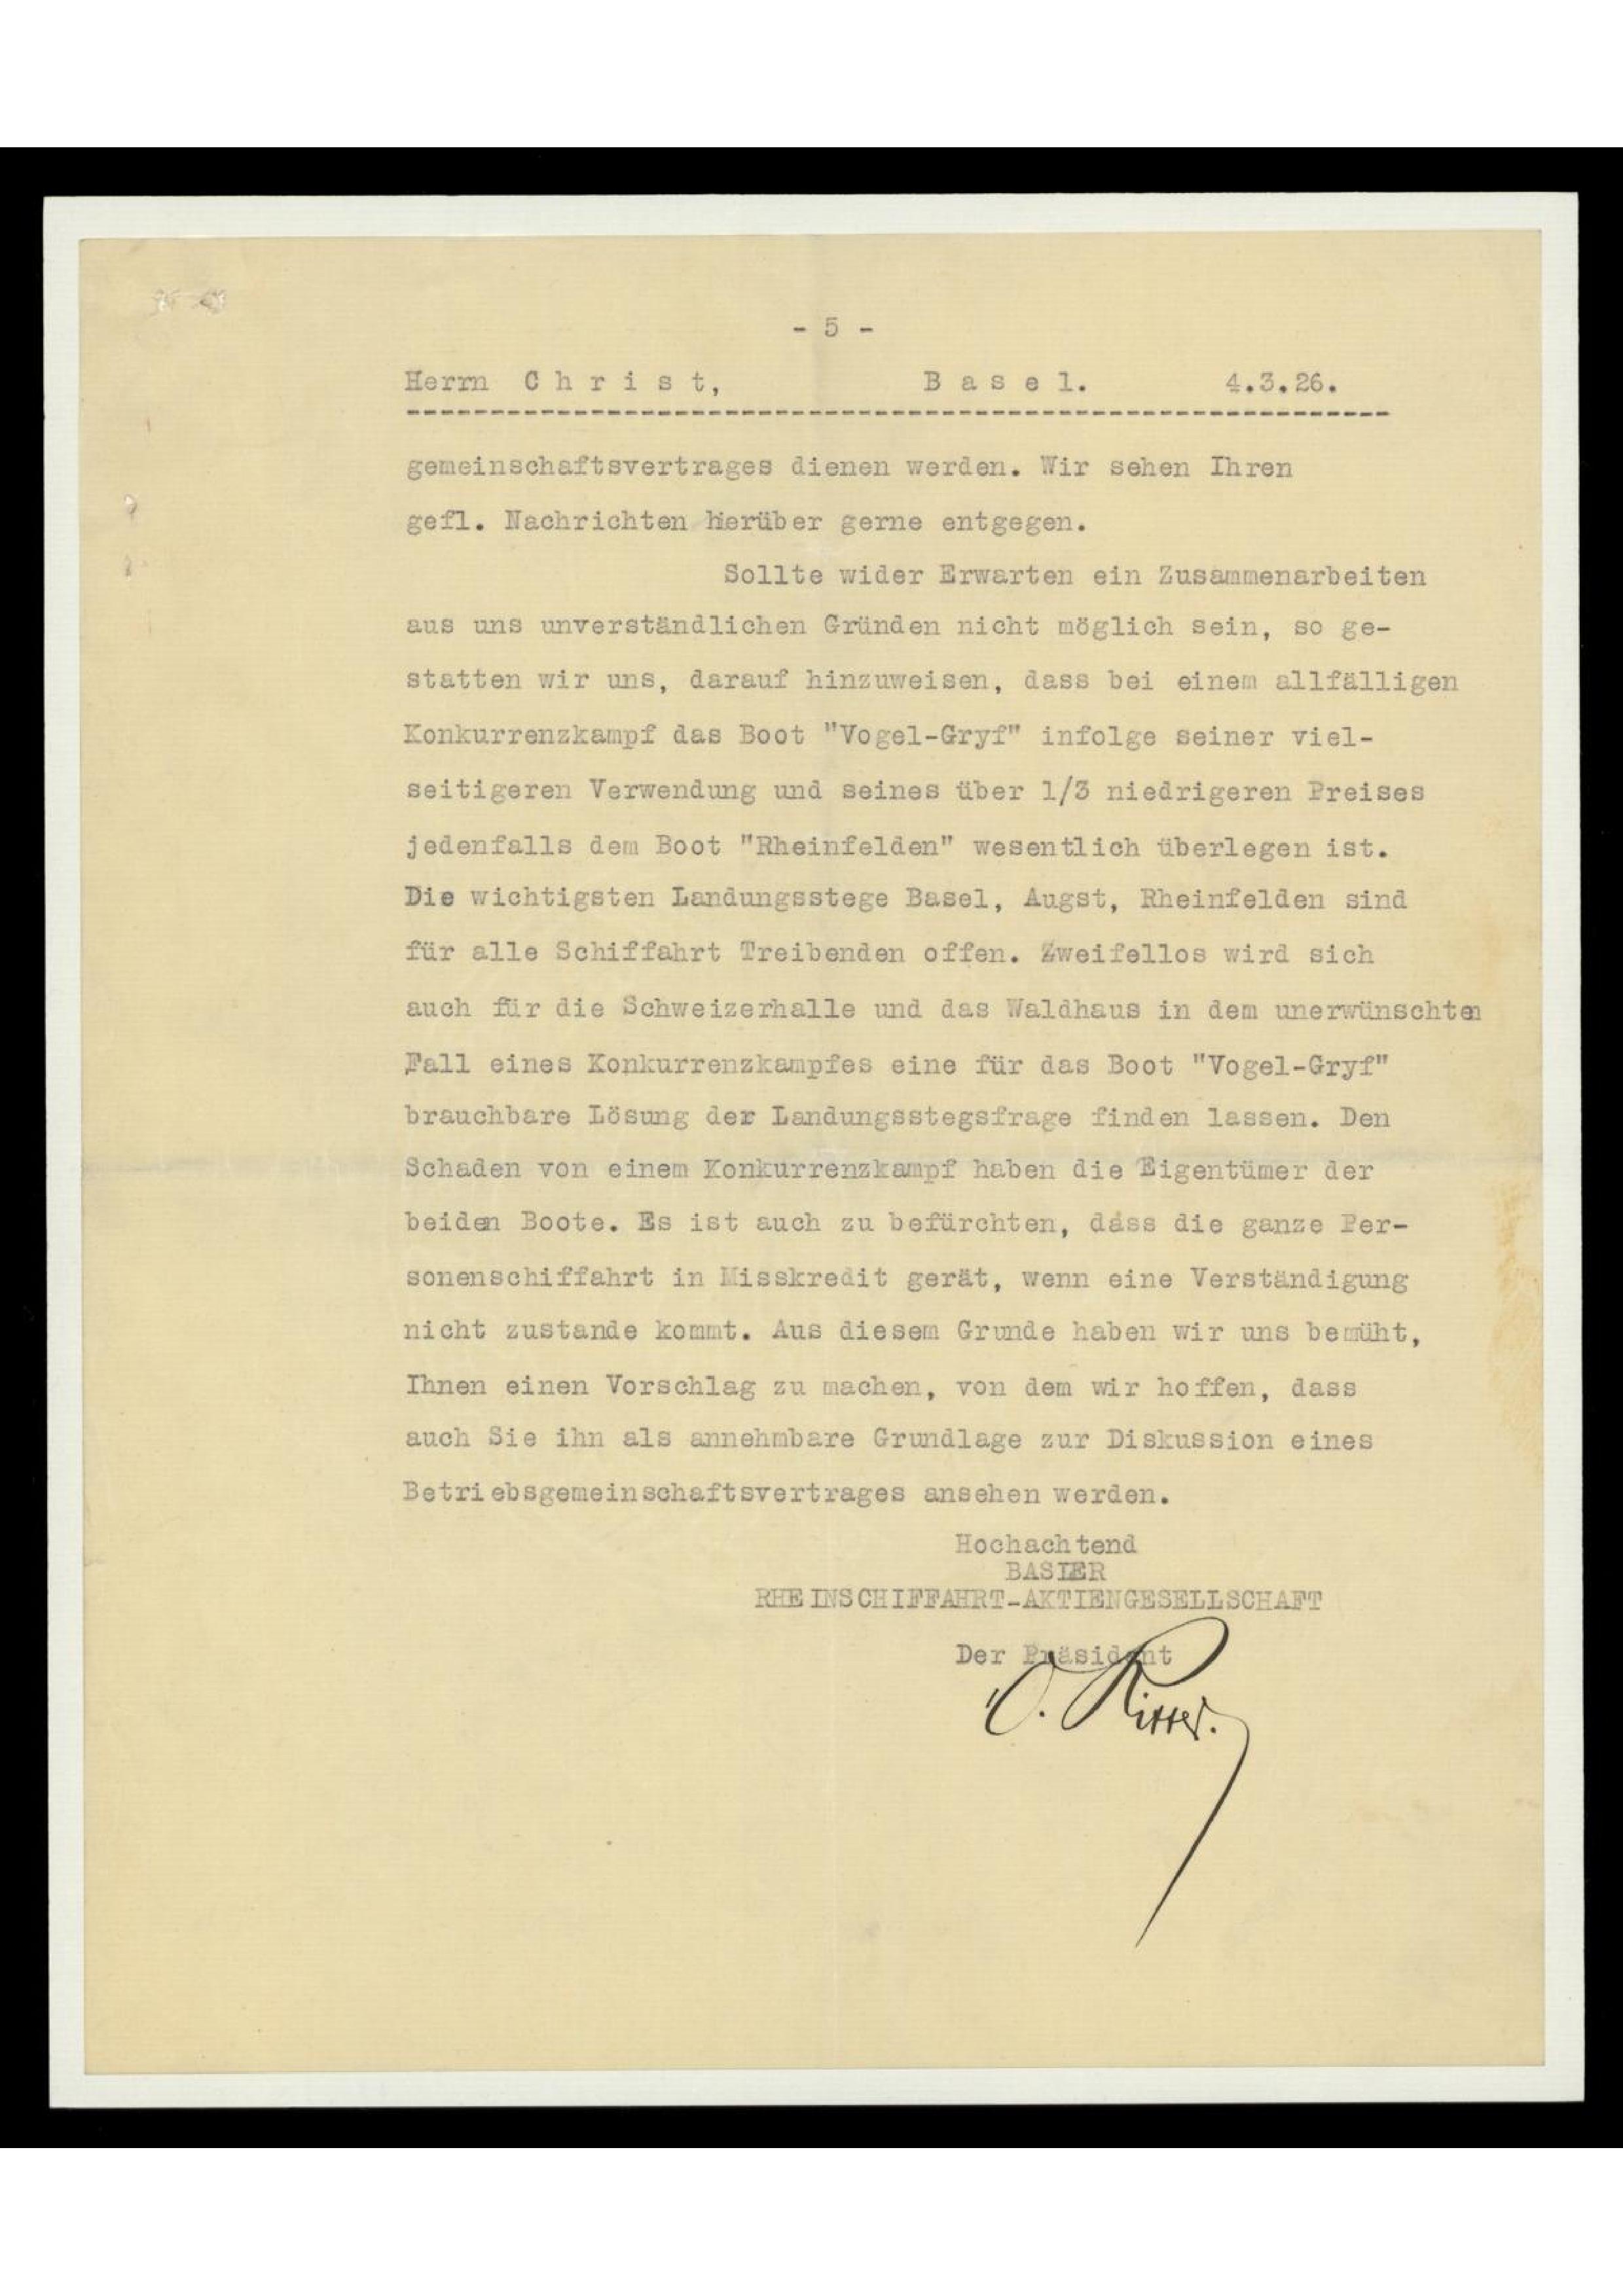 - 5 -
Herrn C h r i s t, B a s e l. 4.3.26.
gemeinschaftsvertrages dienen werden. Wir sehen Ihren
gefl. Nachrichten hierüber gerne entgegen.
Sollte wider Erwarten ein Zusammenarbeiten
aus uns unverständlichen Gründen nicht möglich sein, so ge-
statten wir uns, darauf hinzuweisen, dass bei einem allfälligen
Konkurrenzkampf das Boot "Vogel-Gryf" infolge seiner viel-
seitigeren Verwendung und seines über 1/3 niedrigeren Preises
jedenfalls dem Boot "Rheinfelden" wesentlich überlegen ist.
Die wichtigsten Landungsstege Basel, Augst, Rheinfelden sind
für alle Schiffahrt Treibenden offen. Zweifellos wird sich
auch für die Schweizerhalle und das Waldhaus in dem unerwünschten
Fall eines Konkurrenzkampfes eine für das Boot "Vogel-Gryf"
brauchbare Lösung der Landungsstegsfrage finden lassen. Den
Schaden von einem Konkurrenzkampf haben die Eigentümer der
beiden Boote. Es ist auch zu befürchten, dass die ganze Per-
sonenschiffahrt in Misskredit gerät, wenn eine Verständigung
nicht zustande kommt. Aus diesem Grunde haben wir uns bemüht,
Ihnen einen Vorschlag zu machen, von dem wir hoffen, dass
auch Sie ihn als annehmbare Grundlage zur Diskussion eines
Betriebsgemeinschaftsvertrages ansehen werden.
Hochachtend
BASLER
RHEINSCHIFFAHRT-AKTIENGESELLSCHAFT
Der Präsident
O. Ritter.